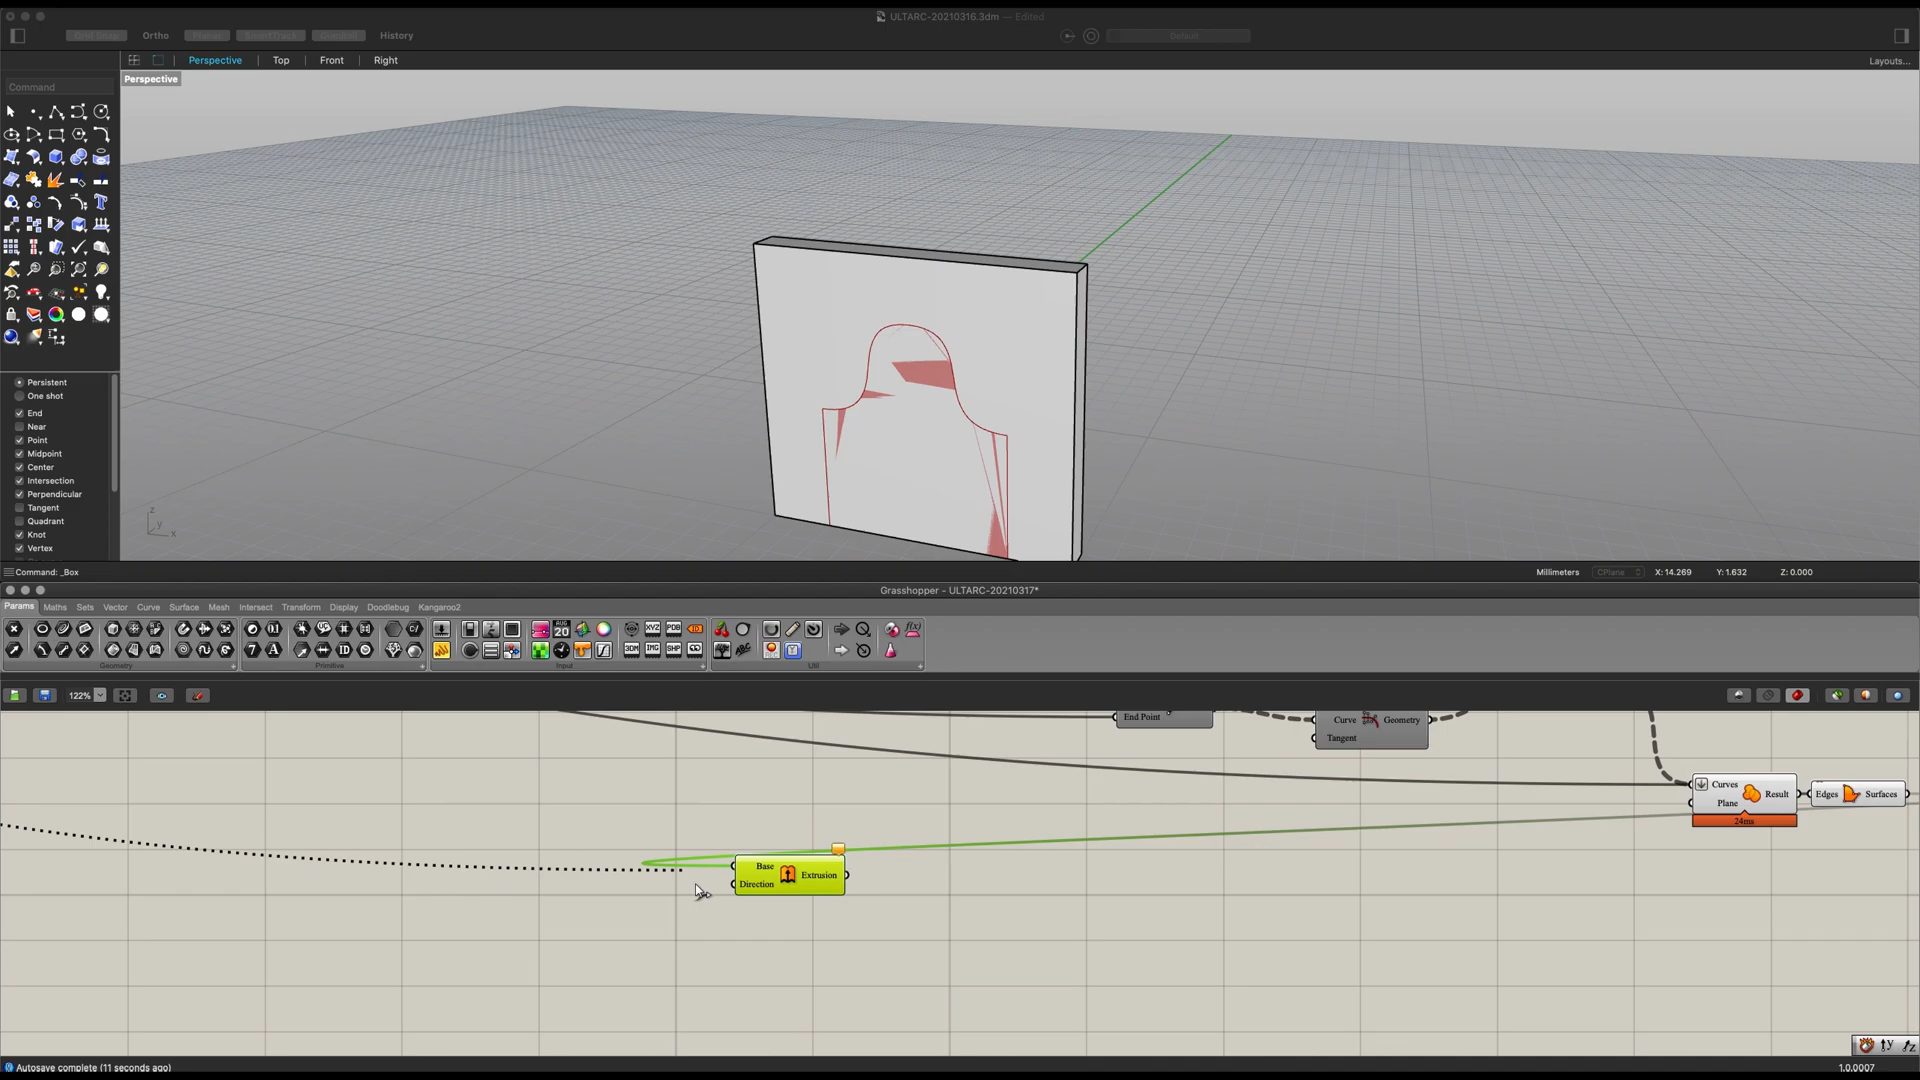 ULTARC-20210316.3dm — Edited
Grid Snap Ortho Planar SmartTrack Gumball History
Default
Perspective Top Front Right
Layouts...
Perspective
Command
Persistent
One shot
End
Near
Point
Midpoint
Center
Intersection
Perpendicular
Tangent
Quadrant
Knot
Vertex
z
y
x
Command: _Box
Millimeters CPlane X: 14.269 Y: 1.632 Z: 0.000
Grasshopper - ULTARC-20210317*
Params Maths Sets Vector Curve Surface Mesh Intersect Transform Display Doodlebug Kangaroo2
Geometry Primitive Input Util
122%
End Point
Curve Geometry
Tangent
Curves
Plane
Result
24ms
Edges Surfaces
Base
Direction
Extrusion
Autosave complete (11 seconds ago)
1.0.0007